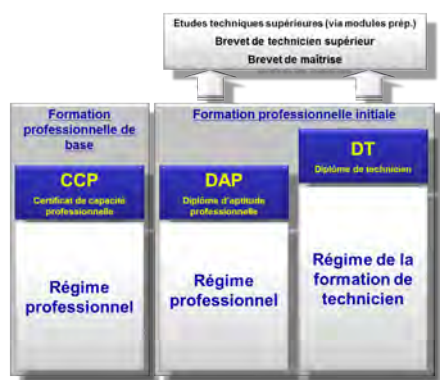 Etudes techniques supérieures (via modules prép.)
Brevet de technicien supérieur
Brevet de maîtrise
Formation
professionnelle de
base
Formation professionnelle initiale
CCP
Certificat de capacité
professionnelle
DAP
Diplôme d'aptitude
professionnelle
DT
Diplôme de technicien
Régime
professionnel
Régime
professionnel
Régime de la
formation de
technicien